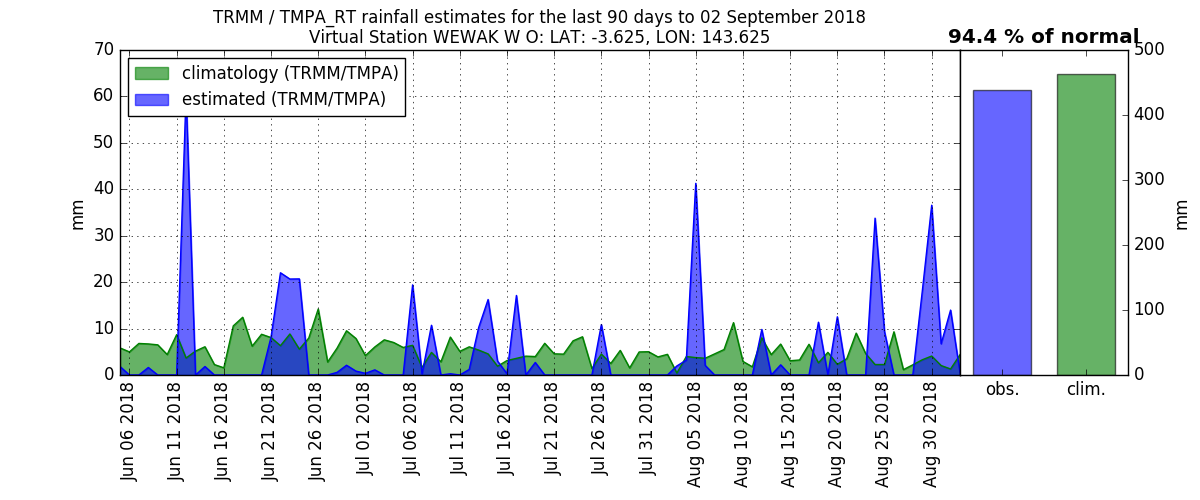 TRMM / TMPA_RT rainfall estimates for the last 90 days to 02 September 2018
Virtual Station WEWAK W O: LAT: -3.625, LON: 143.625
94.4 % of normal
climatology (TRMM/TMPA)
estimated (TRMM/TMPA)
70
60
50
40
30
20
10
0
mm
Jun 06 2018
Jun 11 2018
Jun 16 2018
Jun 21 2018
Jun 26 2018
Jul 01 2018
Jul 06 2018
Jul 11 2018
Jul 16 2018
Jul 21 2018
Jul 26 2018
Jul 31 2018
Aug 05 2018
Aug 10 2018
Aug 15 2018
Aug 20 2018
Aug 25 2018
Aug 30 2018
obs.
clim.
500
400
300
200
100
0
mm